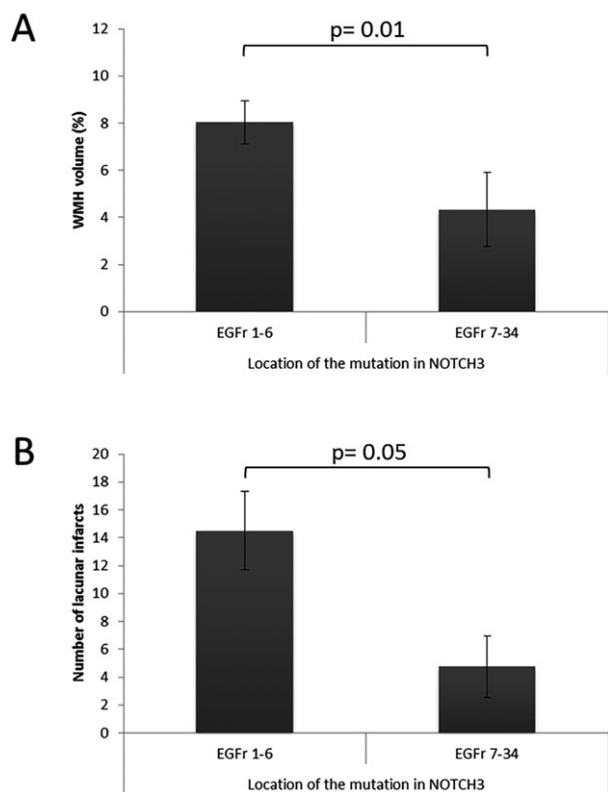 A
p= 0.01
12
10
8
6
4
2
0
WMH volume (%)
EGFr 1-6 EGFr 7-34
Location of the mutation in NOTCH3
B
p= 0.05
20
18
16
14
12
10
8
6
4
2
0
Number of lacunar infarcts
EGFr 1-6 EGFr 7-34
Location of the mutation in NOTCH3